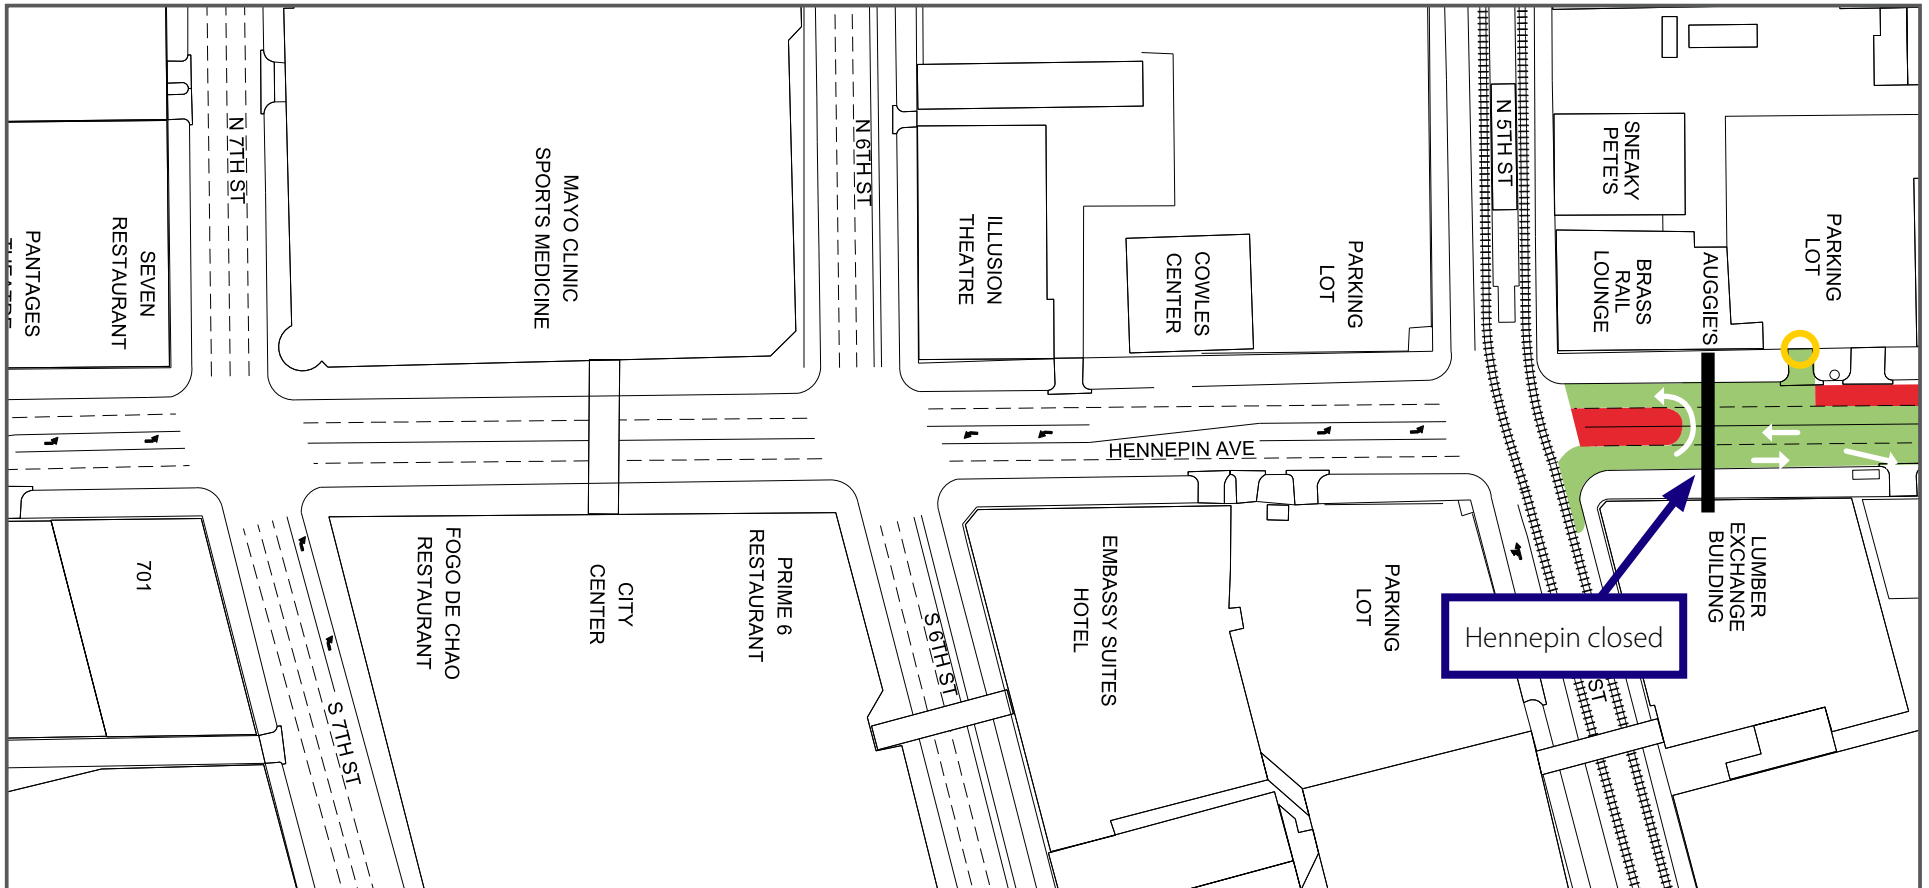 N 7TH ST
MAYO CLINIC
SPORTS MEDICINE
N 6TH ST
ILLUSION
THEATRE
COWLES
CENTER
PARKING
LOT
N 5TH ST
SNEAKY
PETE'S
BRASS
RAIL
LOUNGE
AUGGIE'S
PARKING
LOT
PANTAGES
SEVEN
RESTAURANT
HENNEPIN AVE
701
S 7TH ST
FOGO DE CHAO
RESTAURANT
CITY
CENTER
PRIME 6
RESTAURANT
S 6TH ST
EMBASSY SUITES
HOTEL
PARKING
LOT
Hennepin closed
ST
LUMBER
EXCHANGE
BUILDING